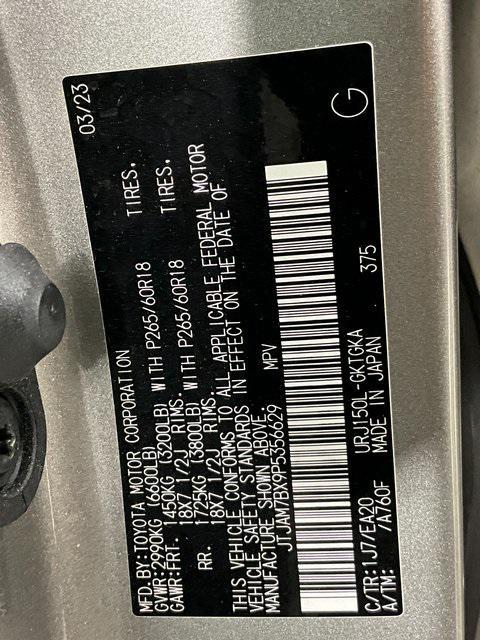 MFD.BY:TOYOTA MOTOR CORPORATION 03/23
GVWR:2990KG (6600LB)
GAWR:FRT. 1450KG (3200LB) WITH P265/60R18 TIRES.
18X7 1/2J RIMS.
RR. 1725KG (3800LB) WITH P265/60R18 TIRES.
18X7 1/2J RIMS.
THIS VEHICLE CONFORMS TO ALL APPLICABLE FEDERAL MOTOR
VEHICLE SAFETY STANDARDS IN EFFECT ON THE DATE OF
MANUFACTURE SHOWN ABOVE.
JTJAM7BX9P5356629 MPV
C/TR:1J7/EA20 URJ150L-GKTGKA
A/TM: 7A760F MADE IN JAPAN 375
G